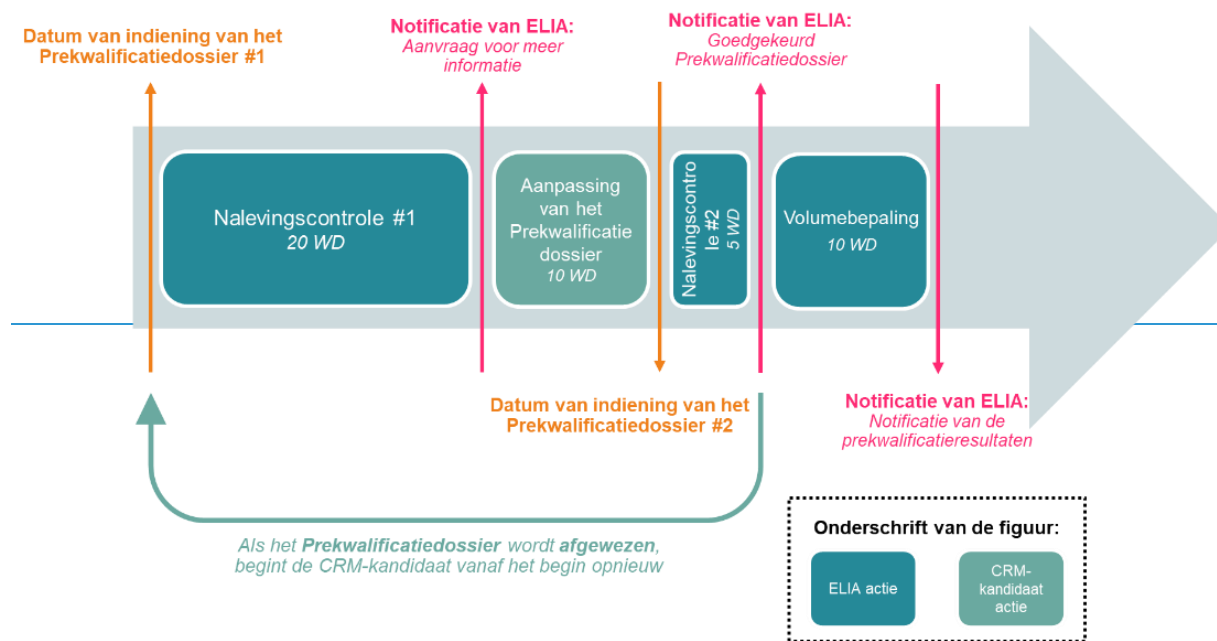 Datum van indiening van het
Prekwalificatiedossier #1
Notificatie van ELIA:
Aanvraag voor meer
informatie
Notificatie van ELIA:
Goedgekeurd
Prekwalificatiedossier
Nalevingscontrole #1
20 WD
Aanpassing
van het
Prekwalificatie
dossier
10 WD
Nalevingscontro
le #2
5 WD
Volumebepaling
10 WD
Datum van indiening van het
Prekwalificatiedossier #2
Notificatie van ELIA:
Notificatie van de
prekwalificatieresultaten
Als het Prekwalificatiedossier wordt afgewezen,
begint de CRM-kandidaat vanaf het begin opnieuw
Onderschrift van de figuur:
ELIA actie
CRM-
kandidaat
actie